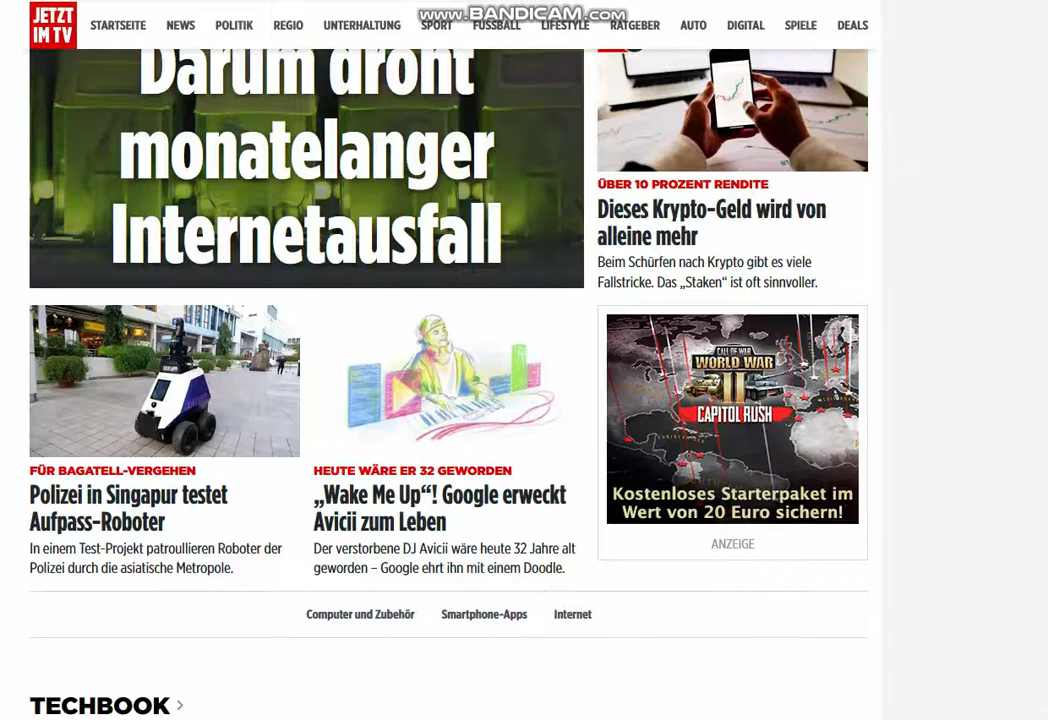 www.BANDICAM.com
JETZT
IM TV
STARTSEITE NEWS POLITIK REGIO UNTERHALTUNG SPORT FUSSBALL LIFESTYLE RATGEBER AUTO DIGITAL SPIELE DEALS
Darum droht
monatelanger
Internetausfall
ÜBER 10 PROZENT RENDITE
Dieses Krypto-Geld wird von
alleine mehr
Beim Schürfen nach Krypto gibt es viele
Fallstricke. Das „Staken“ ist oft sinnvoller.
FÜR BAGATELL-VERGEHEN
Polizei in Singapur testet
Aufpass-Roboter
In einem Test-Projekt patroullieren Roboter der
Polizei durch die asiatische Metropole.
HEUTE WÄRE ER 32 GEWORDEN
„Wake Me Up“! Google erweckt
Avicii zum Leben
Der verstorbene DJ Avicii wäre heute 32 Jahre alt
geworden – Google ehrt ihn mit einem Doodle.
CALL OF WAR
WORLD WAR
II
CAPITOL RUSH
Kostenloses Starterpaket im
Wert von 20 Euro sichern!
ANZEIGE
Computer und Zubehör Smartphone-Apps Internet
TECHBOOK >